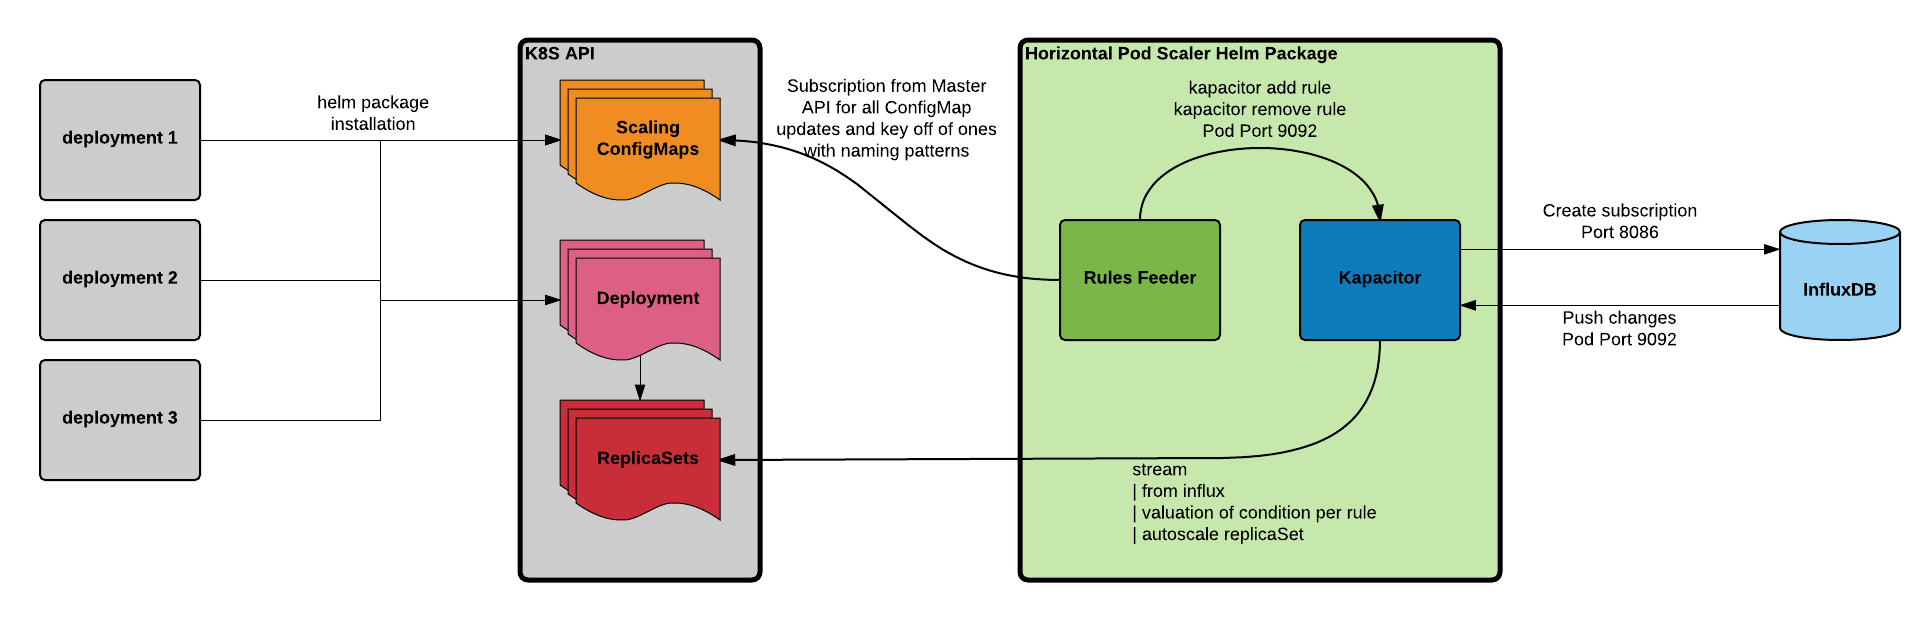 K8S API
Horizontal Pod Scaler Helm Package
deployment 1
deployment 2
deployment 3
helm package
installation
Scaling
ConfigMaps
Deployment
ReplicaSets
Subscription from Master
API for all ConfigMap
updates and key off of ones
with naming patterns
kapacitor add rule
kapacitor remove rule
Pod Port 9092
Rules Feeder
Kapacitor
stream
| from influx
| valuation of condition per rule
| autoscale replicaSet
Create subscription
Port 8086
Push changes
Pod Port 9092
InfluxDB